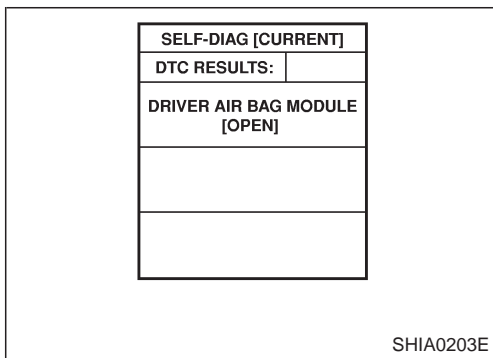 SELF-DIAG [CURRENT]
DTC RESULTS:
DRIVER AIR BAG MODULE
[OPEN]
SHIA0203E